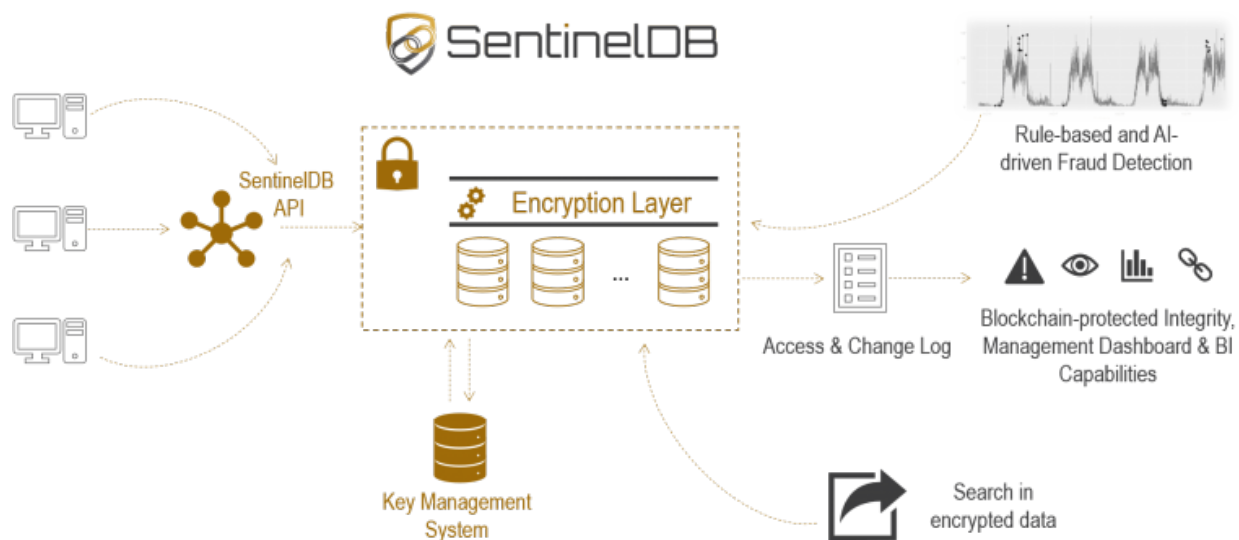 SentinelDB
Rule-based and AI-
driven Fraud Detection
SentinelDB
API
Encryption Layer
...
Access & Change Log
Blockchain-protected Integrity,
Management Dashboard & BI
Capabilities
Key Management
System
Search in
encrypted data